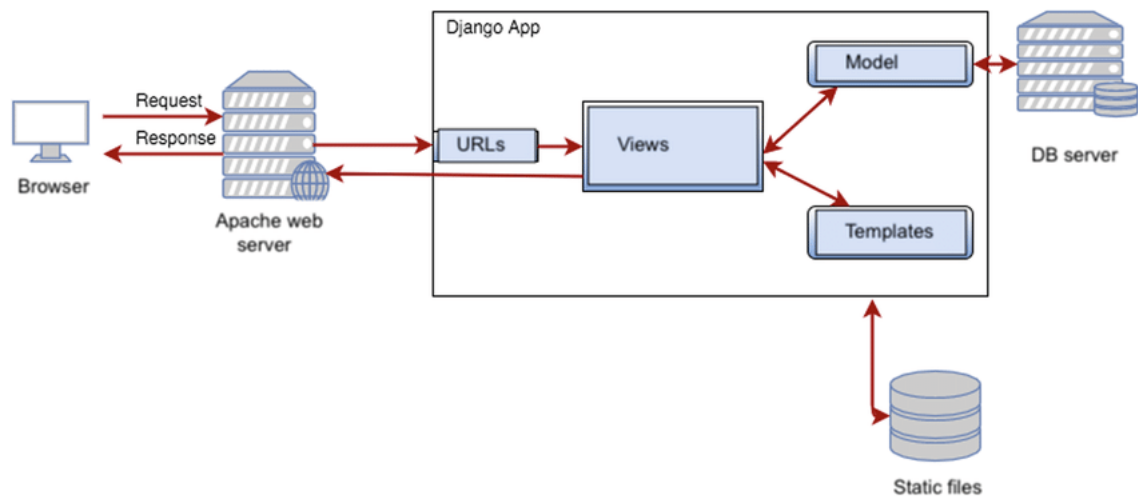 Django App
Request
Response
Browser
Apache web
server
URLs
Views
Model
Templates
DB server
Static files